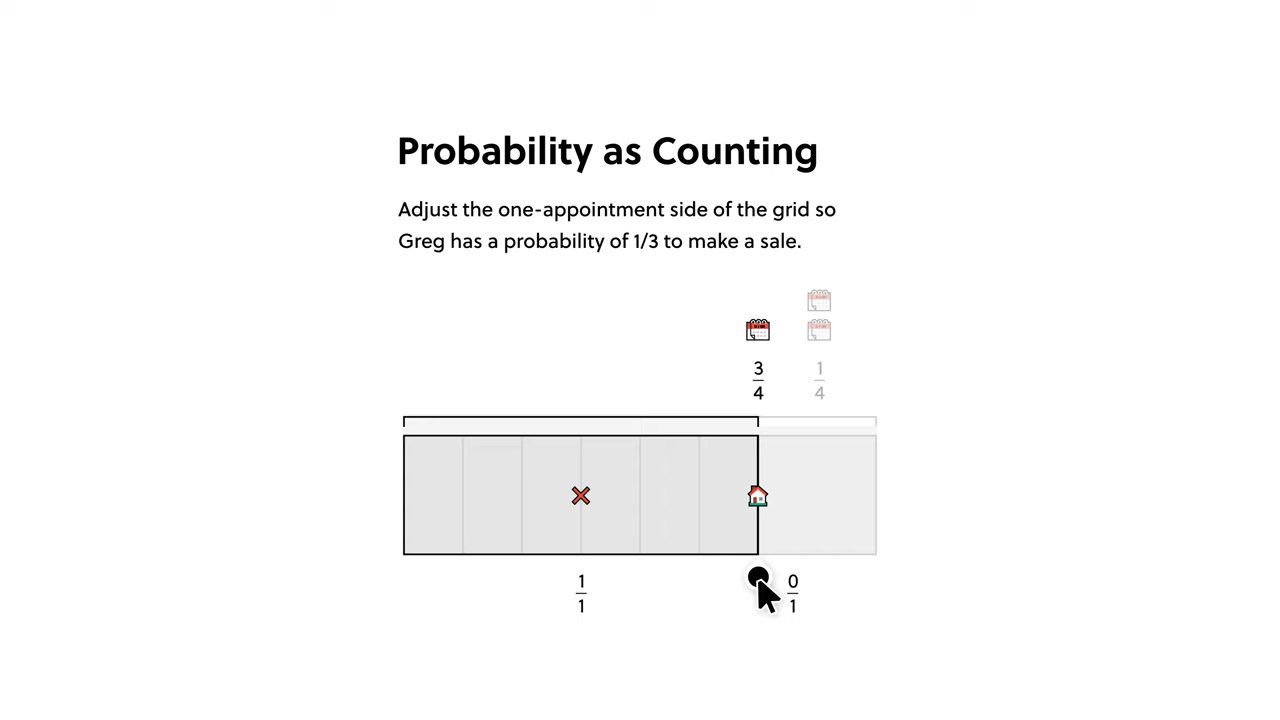 Probability as Counting
Adjust the one-appointment side of the grid so
Greg has a probability of 1/3 to make a sale.
3
4
1
4
1
1
0
1